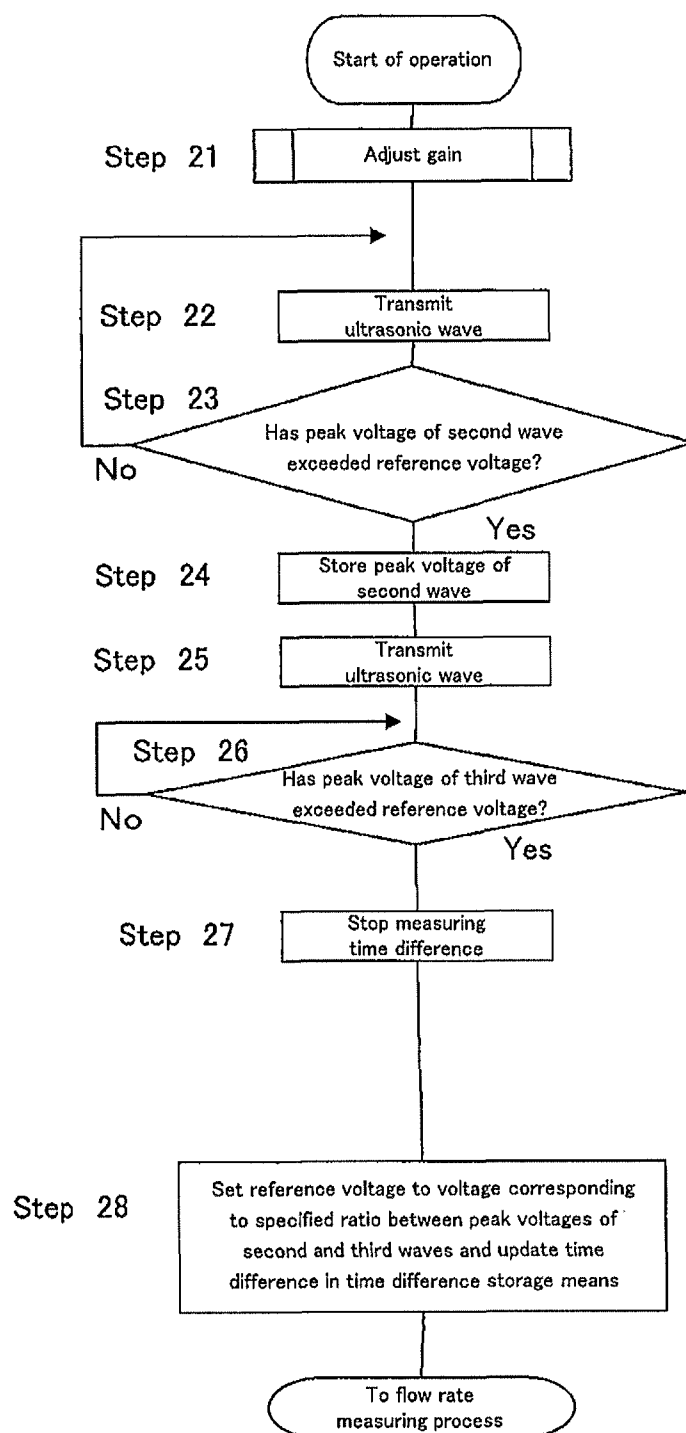 Start of operation
Step 21
Adjust gain
Step 22
Transmit
ultrasonic wave
Step 23
Has peak voltage of second wave
exceeded reference voltage?
No
Yes
Step 24
Store peak voltage of
second wave
Step 25
Transmit
ultrasonic wave
Step 26
Has peak voltage of third wave
exceeded reference voltage?
No
Yes
Step 27
Stop measuring
time difference
Step 28
Set reference voltage to voltage corresponding
to specified ratio between peak voltages of
second and third waves and update time
difference in time difference storage means
To flow rate
measuring process